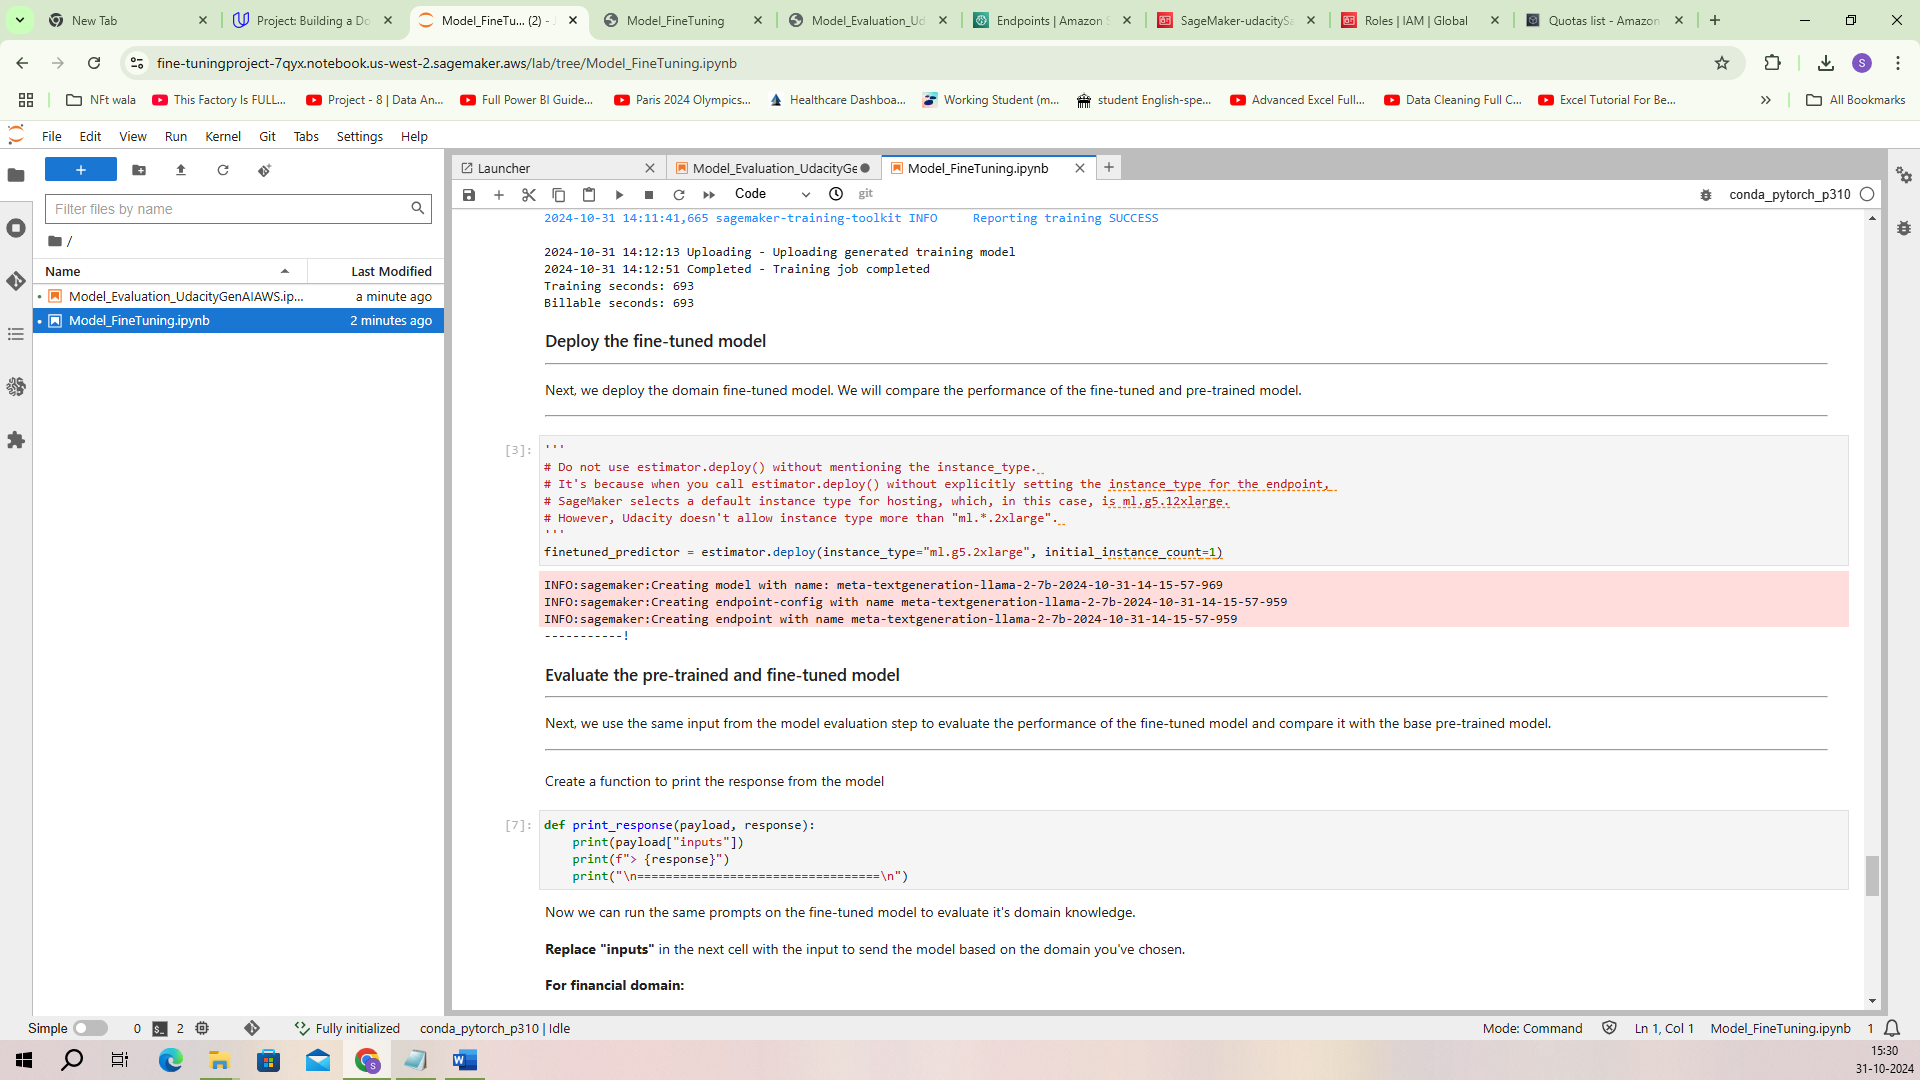 New Tab
Project: Building a Do
Model_FineTu... (2) - J
Model_FineTuning
Model_Evaluation_Ud
Endpoints | Amazon S
SageMaker-udacitySa
Roles | IAM | Global
Quotas list - Amazon
fine-tuningproject-7qyx.notebook.us-west-2.sagemaker.aws/lab/tree/Model_FineTuning.ipynb
S
NFt wala
This Factory Is FULL...
Project - 8 | Data An...
Full Power BI Guide...
Paris 2024 Olympics...
Healthcare Dashboa...
Working Student (m...
student English-spe...
Advanced Excel Full...
Data Cleaning Full C...
Excel Tutorial For Be...
All Bookmarks
File Edit View Run Kernel Git Tabs Settings Help
Filter files by name
/
Name Last Modified
Model_Evaluation_UdacityGenAIAWS.ip... a minute ago
Model_FineTuning.ipynb 2 minutes ago
Launcher
Model_Evaluation_UdacityGe
Model_FineTuning.ipynb
Code
git
conda_pytorch_p310
2024-10-31 14:11:41,665 sagemaker-training-toolkit INFO     Reporting training SUCCESS
2024-10-31 14:12:13 Uploading - Uploading generated training model
2024-10-31 14:12:51 Completed - Training job completed
Training seconds: 693
Billable seconds: 693
Deploy the fine-tuned model
Next, we deploy the domain fine-tuned model. We will compare the performance of the fine-tuned and pre-trained model.
[3]:
'''
# Do not use estimator.deploy() without mentioning the instance_type.
# It's because when you call estimator.deploy() without explicitly setting the instance_type for the endpoint,
# SageMaker selects a default instance type for hosting, which, in this case, is ml.g5.12xlarge.
# However, Udacity doesn't allow instance type more than "ml.*.2xlarge".
'''
finetuned_predictor = estimator.deploy(instance_type="ml.g5.2xlarge", initial_instance_count=1)
INFO:sagemaker:Creating model with name: meta-textgeneration-llama-2-7b-2024-10-31-14-15-57-969
INFO:sagemaker:Creating endpoint-config with name meta-textgeneration-llama-2-7b-2024-10-31-14-15-57-959
INFO:sagemaker:Creating endpoint with name meta-textgeneration-llama-2-7b-2024-10-31-14-15-57-959
-----------!
Evaluate the pre-trained and fine-tuned model
Next, we use the same input from the model evaluation step to evaluate the performance of the fine-tuned model and compare it with the base pre-trained model.
Create a function to print the response from the model
[7]:
def print_response(payload, response):
    print(payload["inputs"])
    print(f"> {response}")
    print("\n==================================\n")
Now we can run the same prompts on the fine-tuned model to evaluate it's domain knowledge.
Replace "inputs" in the next cell with the input to send the model based on the domain you've chosen.
For financial domain:
Simple 0 2 Fully initialized conda_pytorch_p310 | Idle Mode: Command Ln 1, Col 1 Model_FineTuning.ipynb 1
15:30
31-10-2024